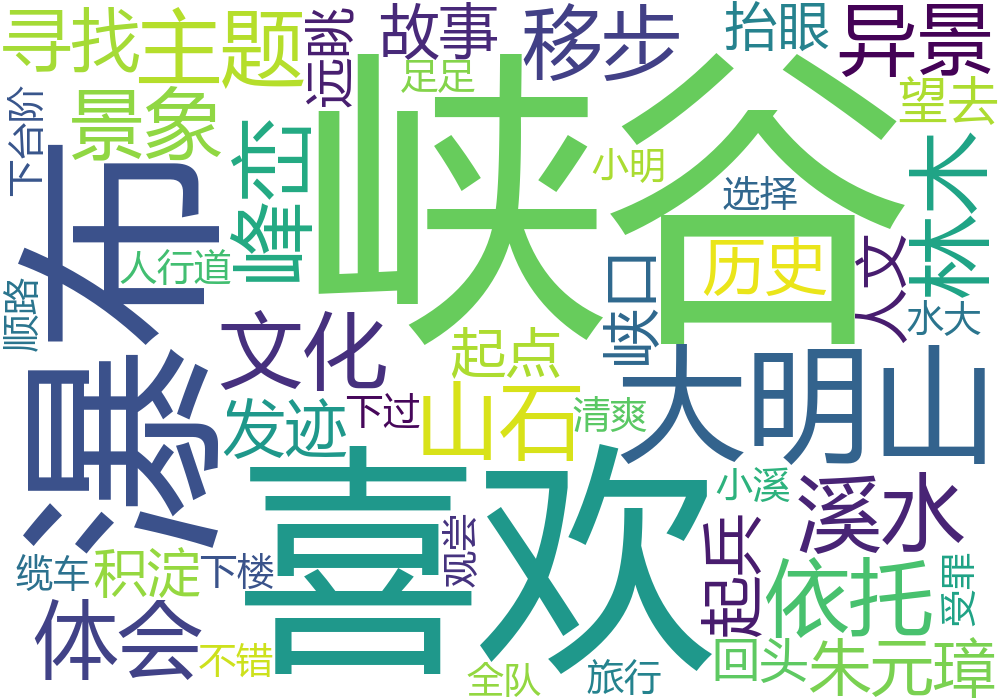 寻找
主题
远眺
故事
移步
抬眼
异景
景象
足足
望去
下台阶
瀑布
峰峦
峡谷
小明
选择
林木
人行道
历史
人文
顺路
峡口
水大
文化
起点
大明山
发迹
下过
山石
清爽
喜欢
小溪
溪水
缆车
积淀
下楼
观尝
起兵
依托
受罪
体会
不错
全队
旅行
回头
朱元璋